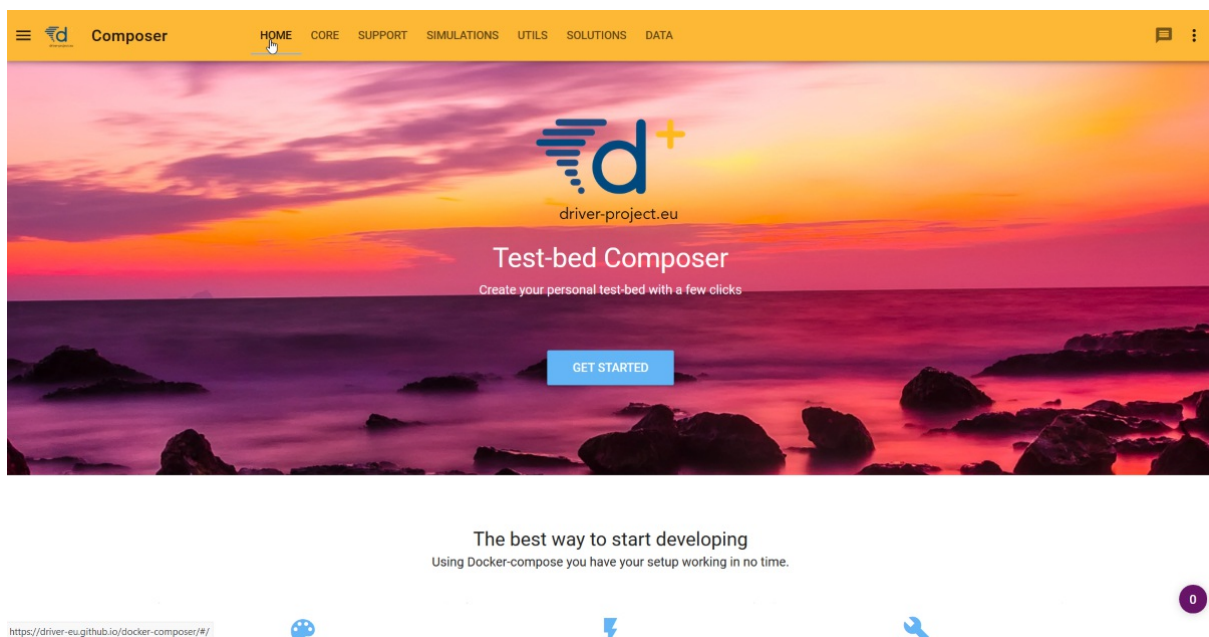 Composer HOME CORE SUPPORT SIMULATIONS UTILS SOLUTIONS DATA
d+
driver-project.eu
Test-bed Composer
Create your personal test-bed with a few clicks
GET STARTED
The best way to start developing
Using Docker-compose you have your setup working in no time.
0
https://driver-eu.github.io/docker-composer/#/